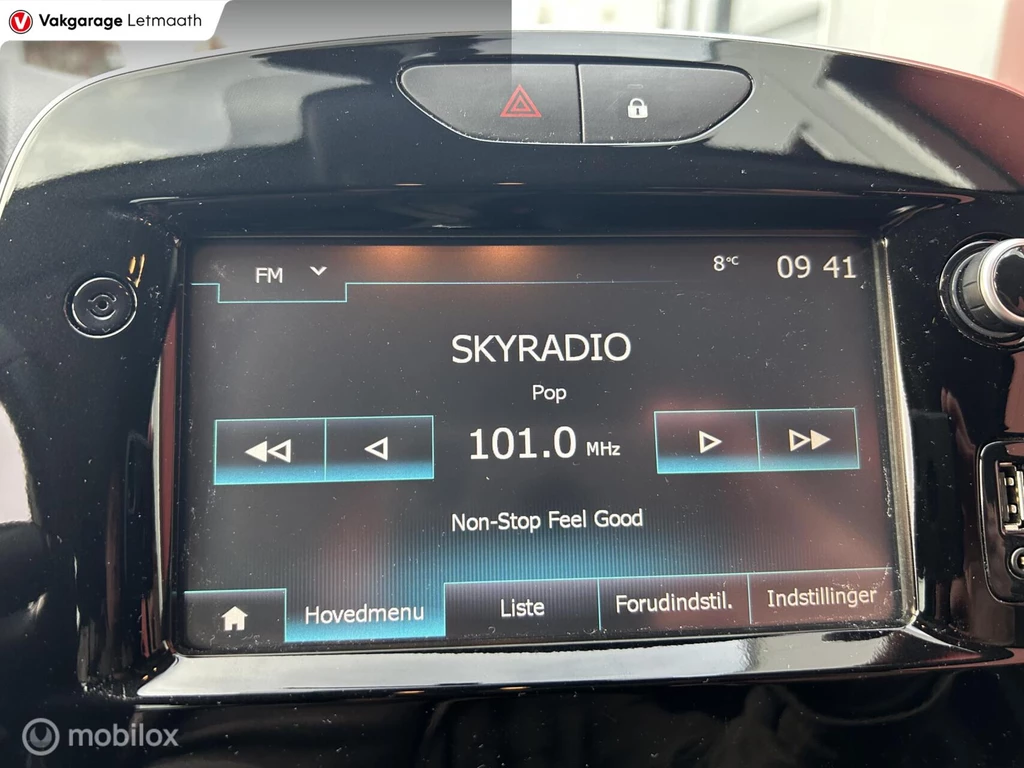 Vakgarage Letmaath
FM
8°C
09 41
SKYRADIO
Pop
101.0 MHz
Non-Stop Feel Good
Hovedmenu
Liste
Forudindstil.
Indstillinger
mobilox